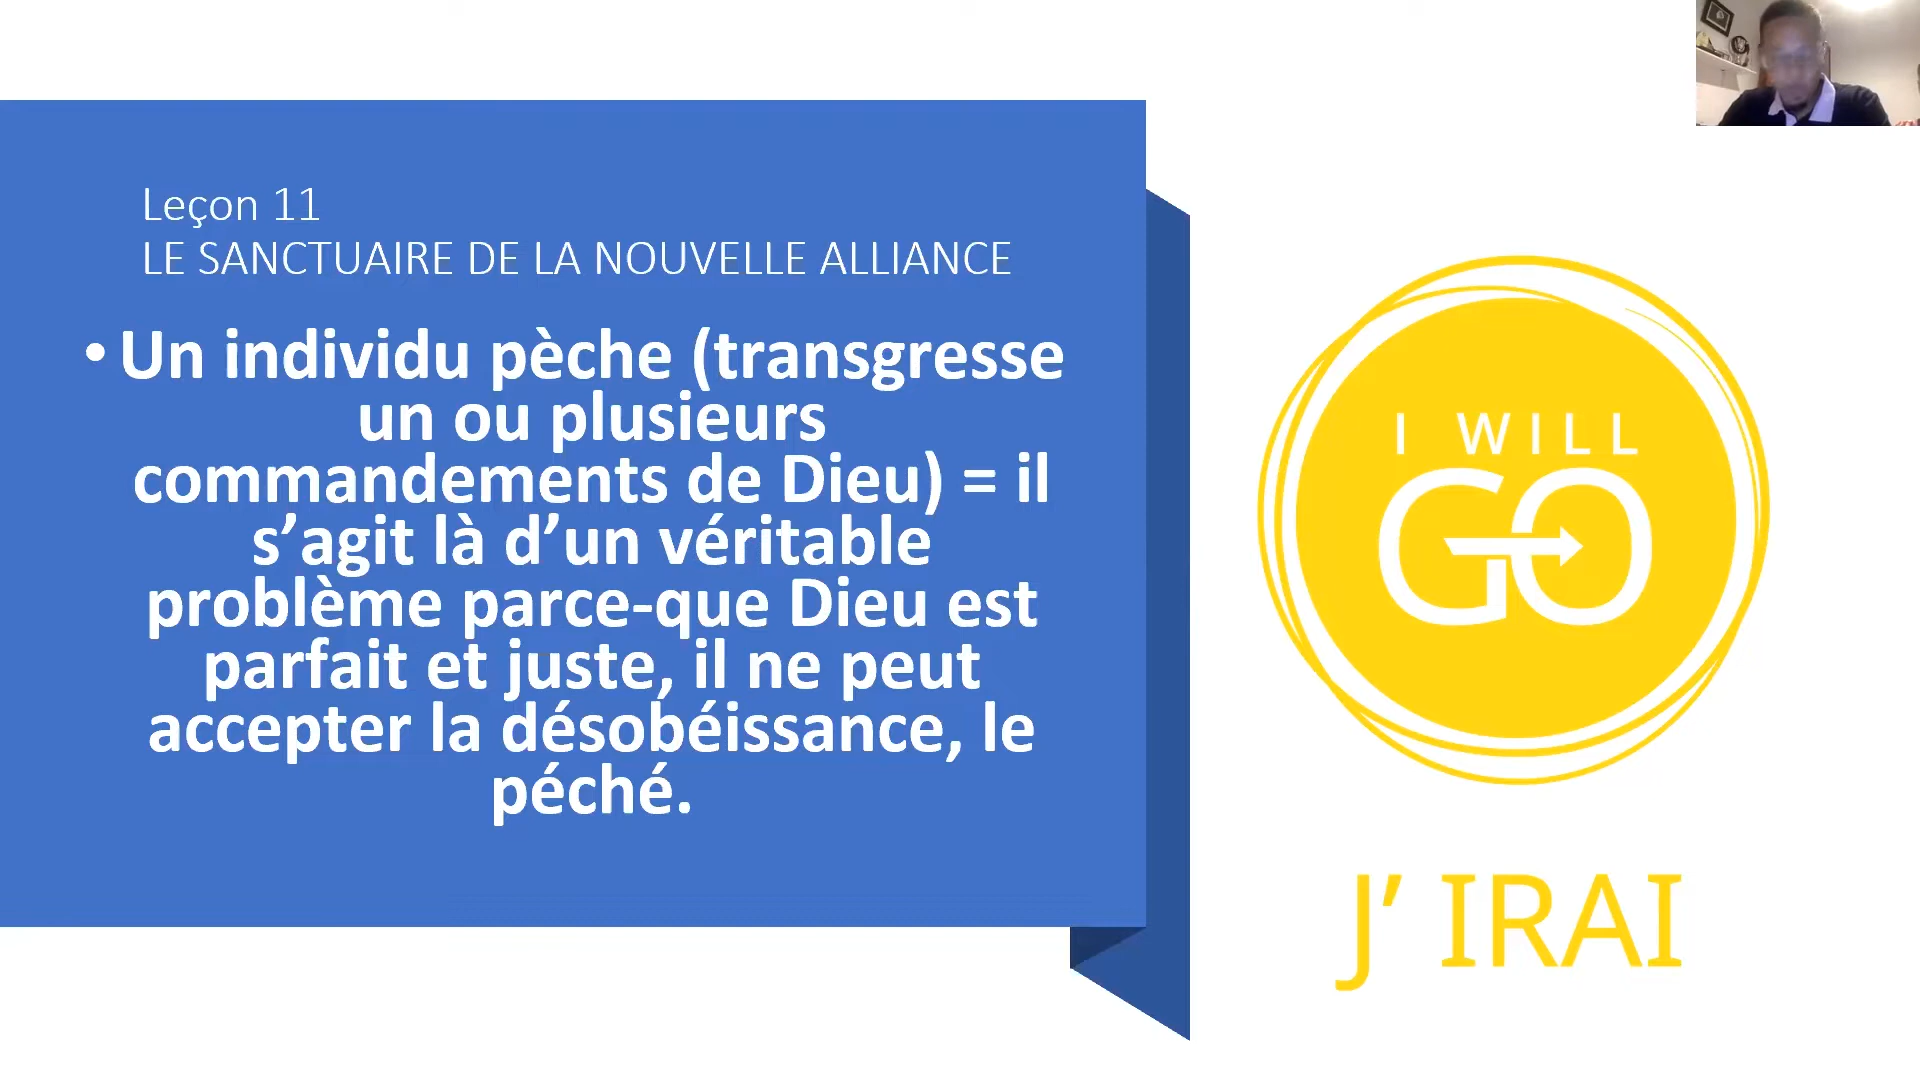 Leçon 11
LE SANCTUAIRE DE LA NOUVELLE ALLIANCE
• Un individu pèche (transgresse
un ou plusieurs
commandements de Dieu) = il
s’agit là d’un véritable
problème parce-que Dieu est
parfait et juste, il ne peut
accepter la désobéissance, le
péché.
I WILL
GO
J’ IRAI